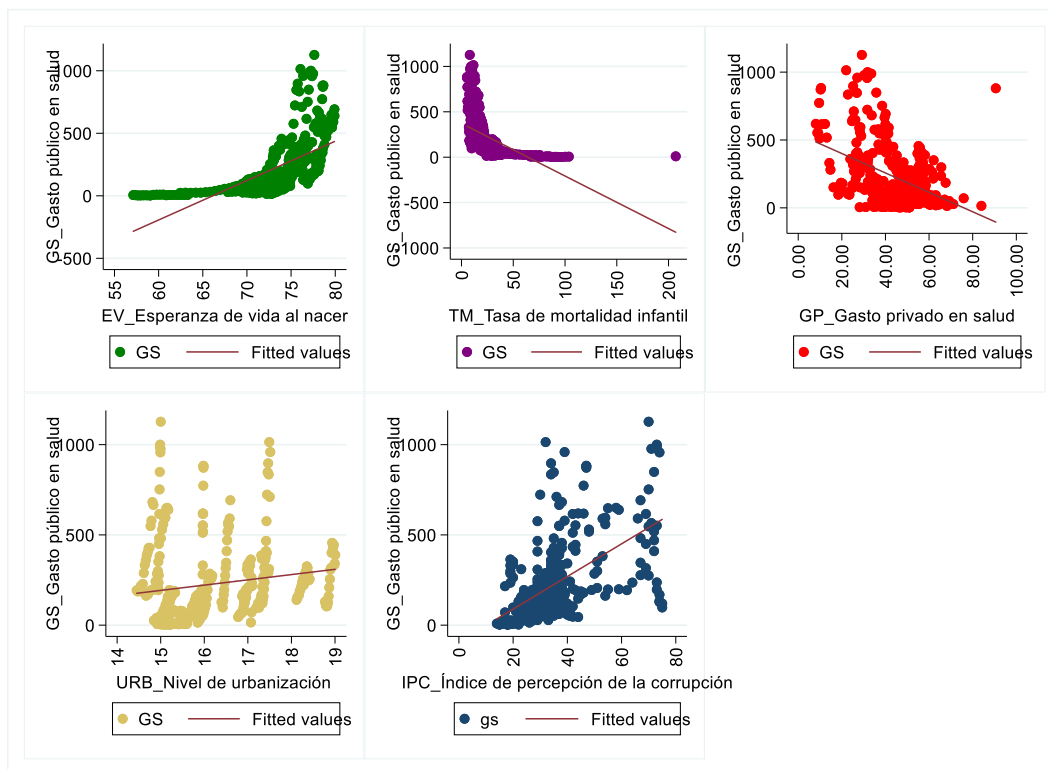 GS_Gasto público en salud
1000
500
0
-500
55
60
65
70
75
80
EV_Esperanza de vida al nacer
GS
Fitted values
GS_Gasto público en salud
1000
500
0
-500
-1000
0
50
100
150
200
TM_Tasa de mortalidad infantil
GS
Fitted values
GS_Gasto público en salud
1000
500
0
0.00
20.00
40.00
60.00
80.00
100.00
GP_Gasto privado en salud
GS
Fitted values
GS_Gasto público en salud
1000
500
0
14
15
16
17
18
19
URB_Nivel de urbanización
GS
Fitted values
GS_Gasto público en salud
1000
500
0
0
20
40
60
80
IPC_Índice de percepción de la corrupción
gs
Fitted values